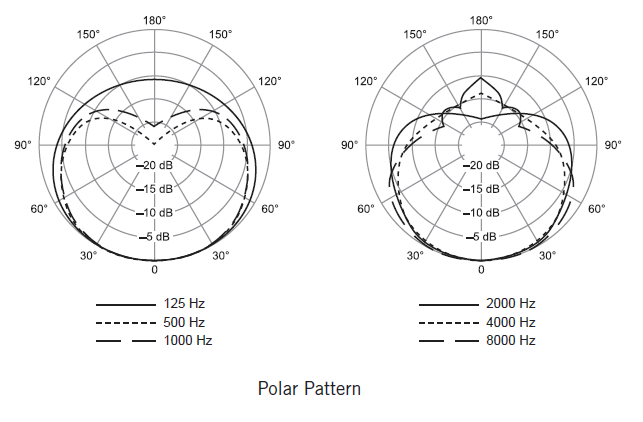 180°
150° 150°
120° 120°
90° 90°
–20 dB
–15 dB
60° 60°
–10 dB
–5 dB
30° 30°
0
125 Hz
500 Hz
1000 Hz
180°
150° 150°
120° 120°
90° 90°
–20 dB
–15 dB
60° 60°
–10 dB
–5 dB
30° 30°
0
2000 Hz
4000 Hz
8000 Hz
Polar Pattern